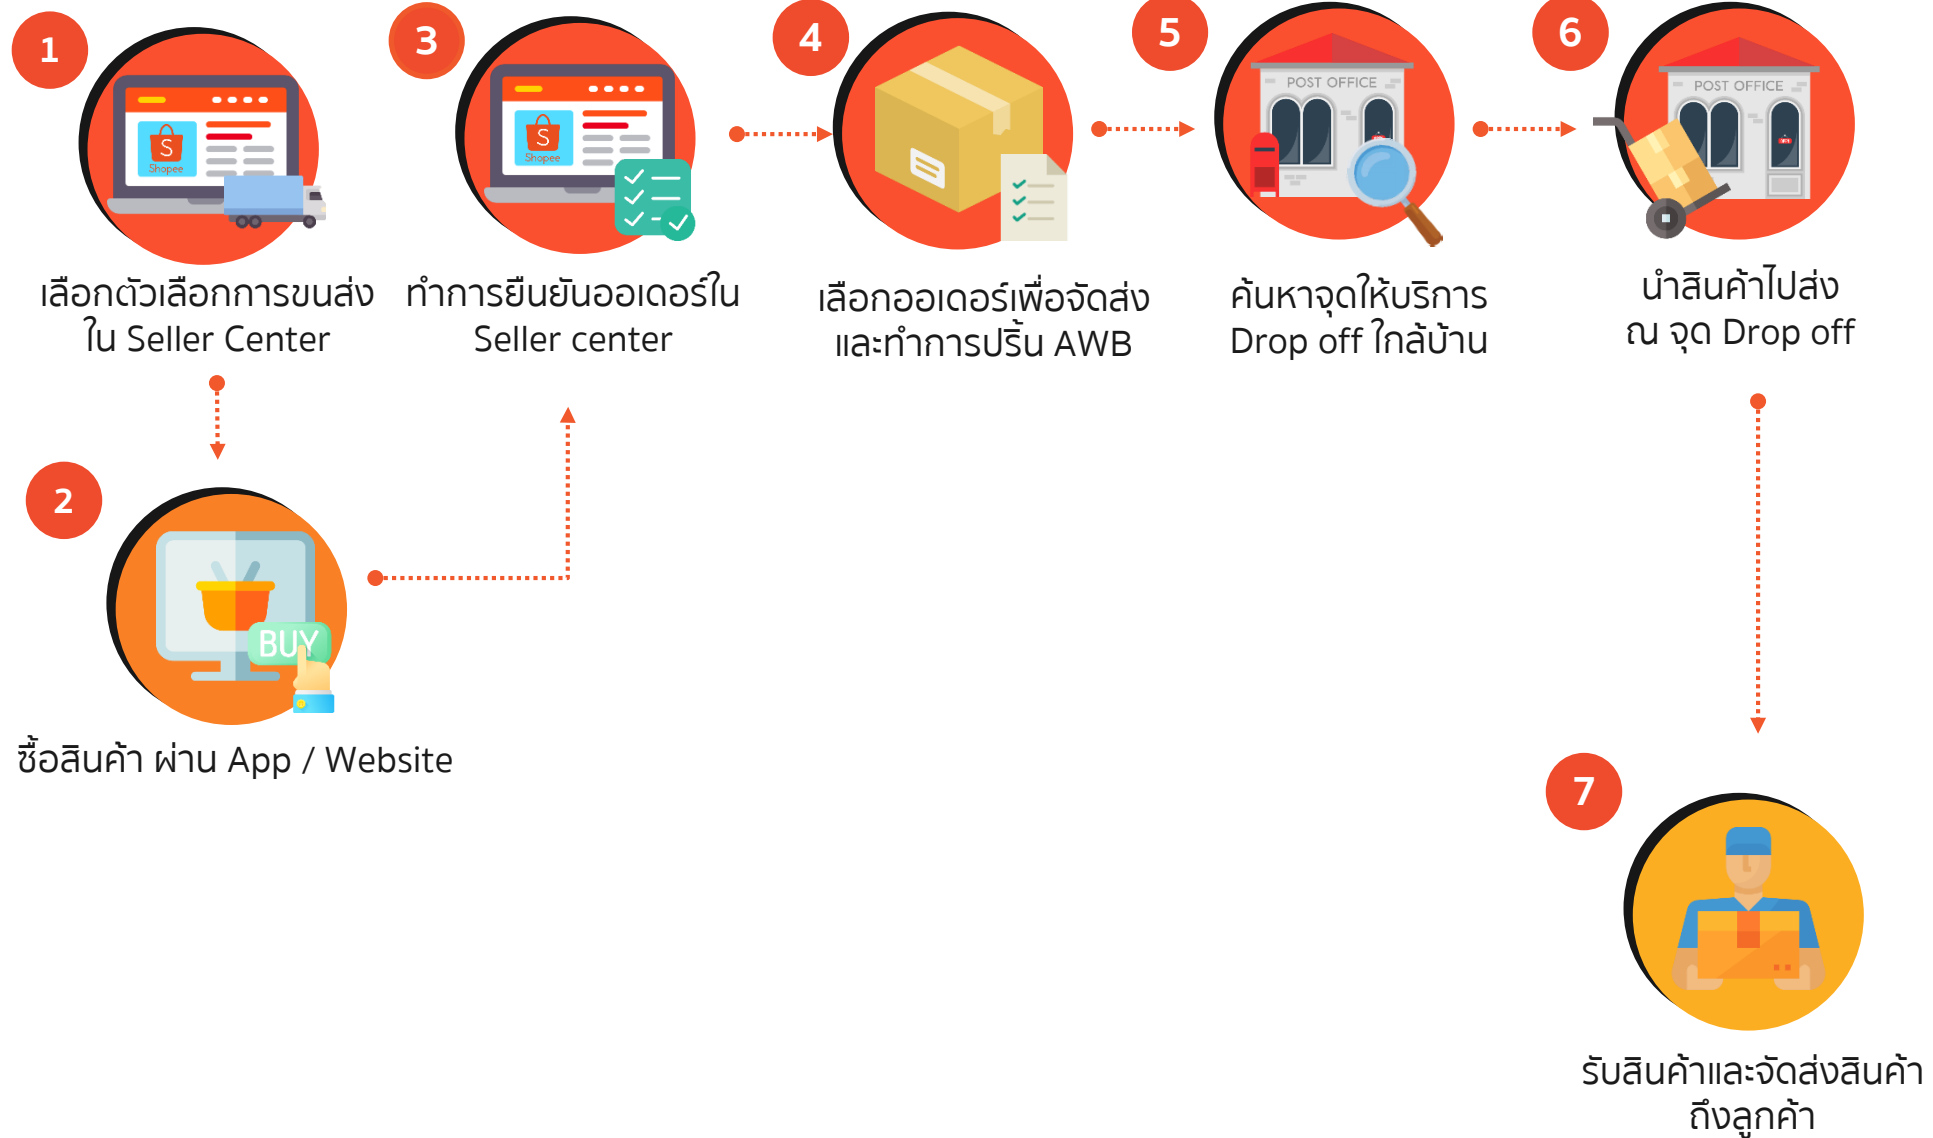 1
S
Shopee
เลือกตัวเลือกการขนส่ง
ใน Seller Center
2
BUY
ซื้อสินค้า ผ่าน App / Website
3
S
Shopee
ทำการยืนยันออเดอร์ใน
Seller center
4
เลือกออเดอร์เพื่อจัดส่ง
และทำการปริ้น AWB
5
POST OFFICE
ค้นหาจุดให้บริการ
Drop off ใกล้บ้าน
6
POST OFFICE
นำสินค้าไปส่ง
ณ จุด Drop off
7
รับสินค้าและจัดส่งสินค้า
ถึงลูกค้า